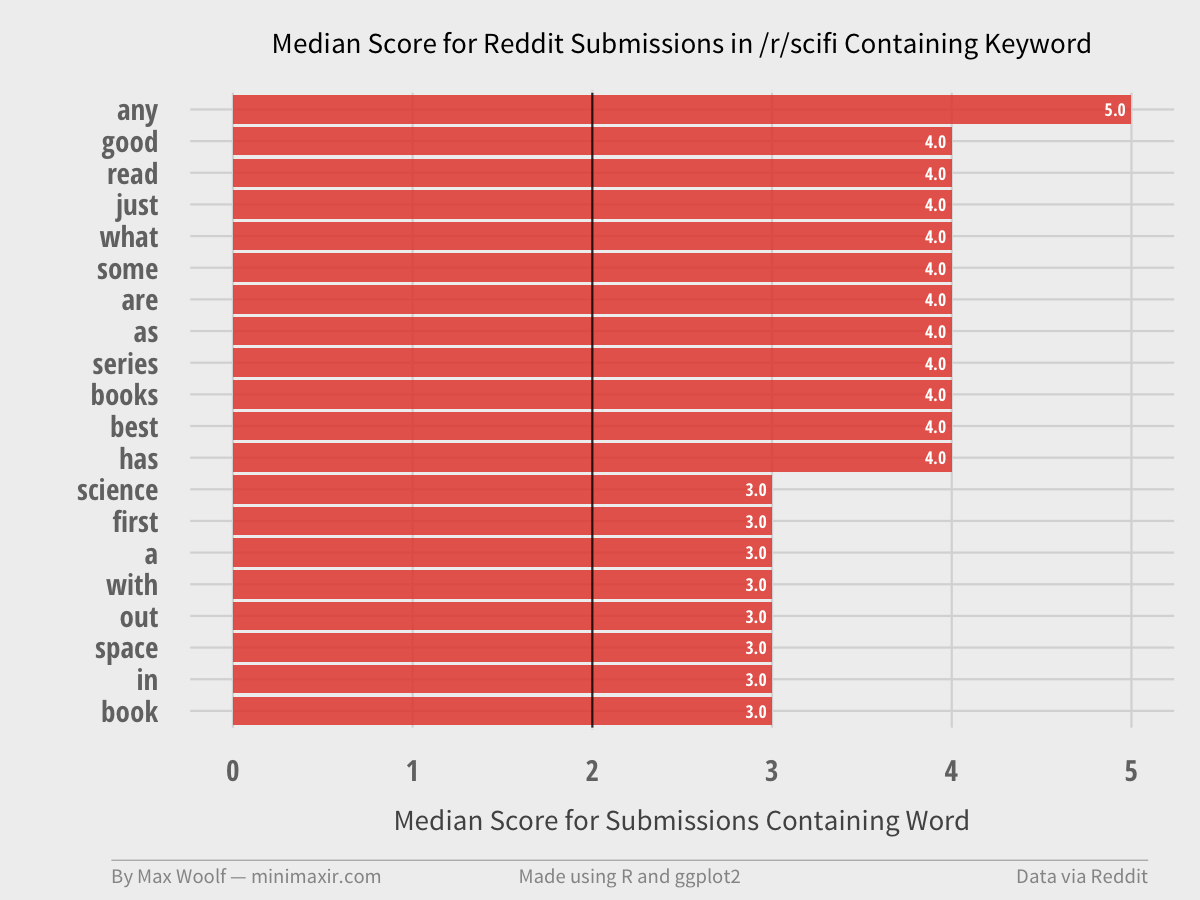 Median Score for Reddit Submissions in /r/scifi Containing Keyword
any 5.0
good 4.0
read 4.0
just 4.0
what 4.0
some 4.0
are 4.0
as 4.0
series 4.0
books 4.0
best 4.0
has 4.0
science 3.0
first 3.0
a 3.0
with 3.0
out 3.0
space 3.0
in 3.0
book 3.0
0 1 2 3 4 5
Median Score for Submissions Containing Word
By Max Woolf — minimaxir.com Made using R and ggplot2 Data via Reddit